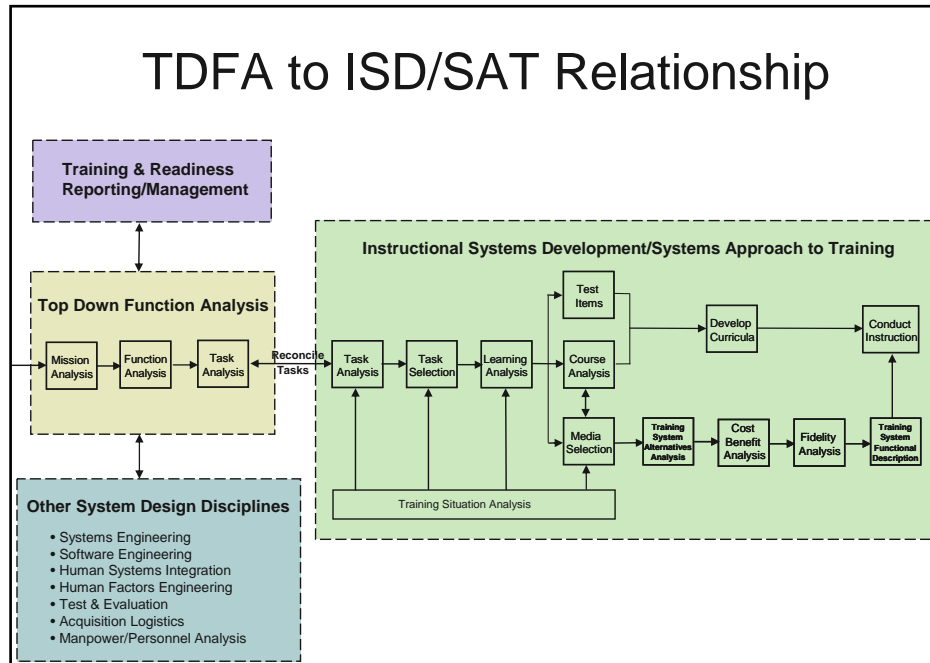 TDFA to ISD/SAT Relationship
Training & Readiness
Reporting/Management
Top Down Function Analysis
Mission
Analysis
Function
Analysis
Task
Analysis
Reconcile
Tasks
Other System Design Disciplines
• Systems Engineering
• Software Engineering
• Human Systems Integration
• Human Factors Engineering
• Test & Evaluation
• Acquisition Logistics
• Manpower/Personnel Analysis
Instructional Systems Development/Systems Approach to Training
Task
Analysis
Task
Selection
Learning
Analysis
Test
Items
Course
Analysis
Media
Selection
Develop
Curricula
Conduct
Instruction
Training
System
Alternatives
Analysis
Cost
Benefit
Analysis
Fidelity
Analysis
Training
System
Functional
Description
Training Situation Analysis